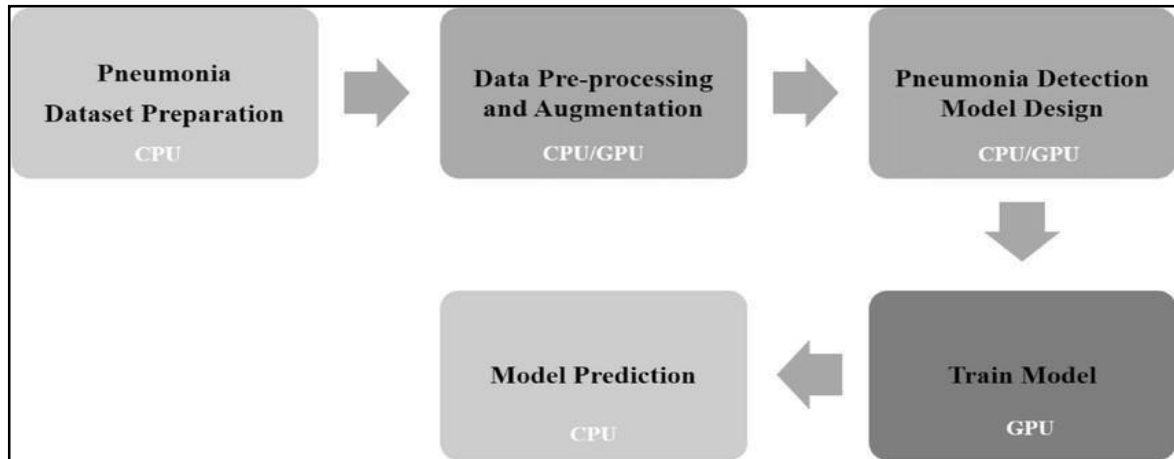 Pneumonia
Dataset Preparation
CPU
Data Pre-processing
and Augmentation
CPU/GPU
Pneumonia Detection
Model Design
CPU/GPU
Train Model
GPU
Model Prediction
CPU